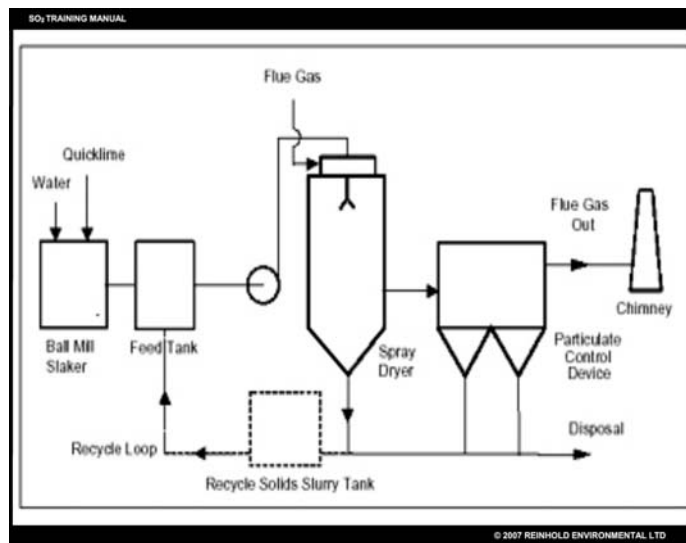 SO₂ TRAINING MANUAL
Flue Gas
Quicklime
Water
Flue Gas
Out
Chimney
Ball Mill
Slaker
Feed Tank
Spray
Dryer
Particulate
Control
Device
Disposal
Recycle Loop
Recycle Solids Slurry Tank
© 2007 REINHOLD ENVIRONMENTAL LTD